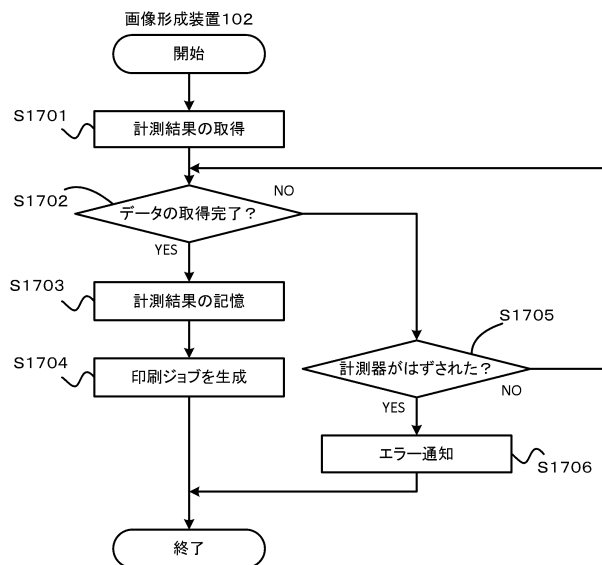 画像形成装置102
開始
S1701
計測結果の取得
S1702
データの取得完了？
NO
YES
S1703
計測結果の記憶
S1704
印刷ジョブを生成
S1705
計測器がはずされた？
NO
YES
エラー通知
S1706
終了